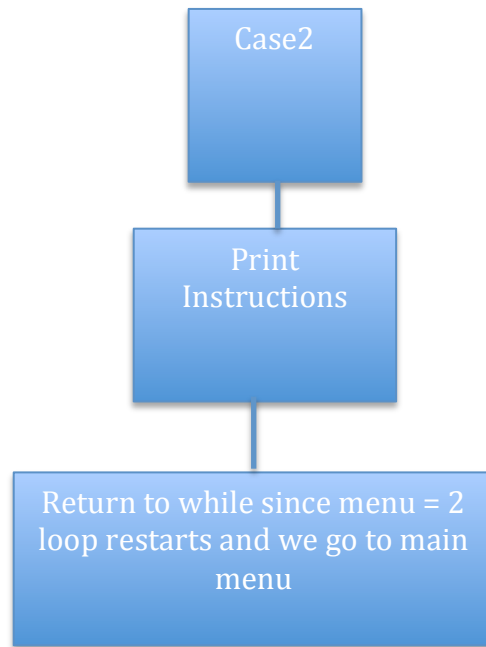 Case2
Print
Instructions
Return to while since menu = 2
loop restarts and we go to main
menu